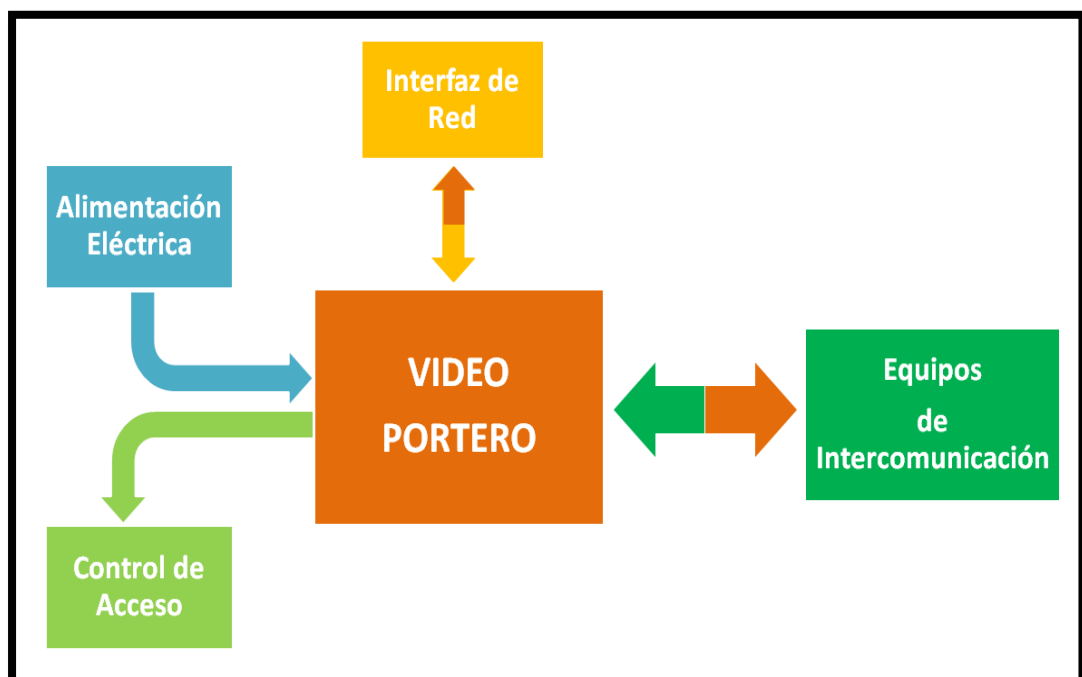 Interfaz de
Red
Alimentación
Eléctrica
VIDEO
PORTERO
Equipos
de
Intercomunicación
Control de
Acceso